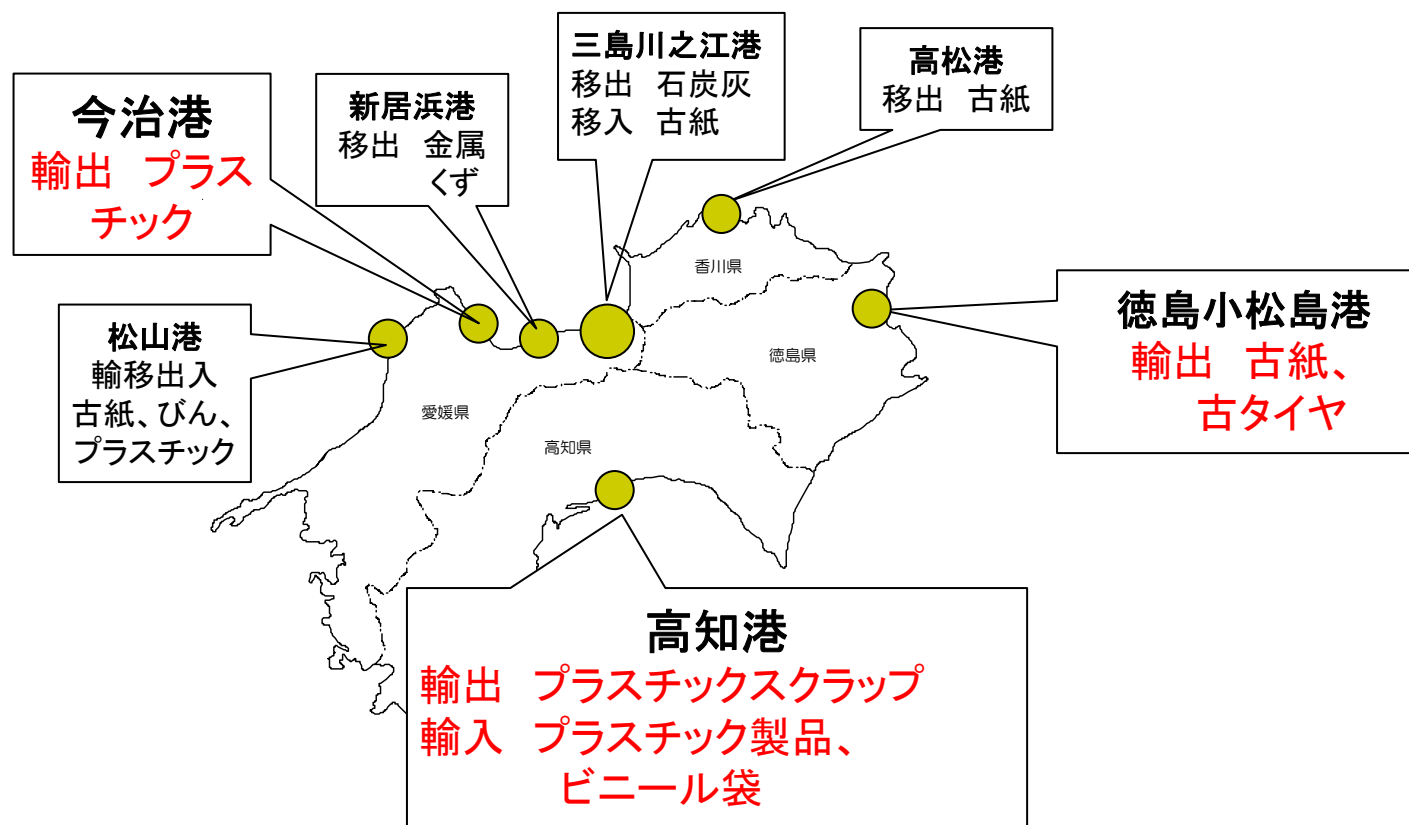 三島川之江港
移出　石炭灰
移入　古紙
高松港
移出　古紙
今治港
輸出　プラス
チック
新居浜港
移出　金属
くず
香川県
徳島小松島港
輸出　古紙、
古タイヤ
松山港
輸移出入
古紙、びん、
プラスチック
徳島県
愛媛県
高知県
高知港
輸出　プラスチックスクラップ
輸入　プラスチック製品、
ビニール袋